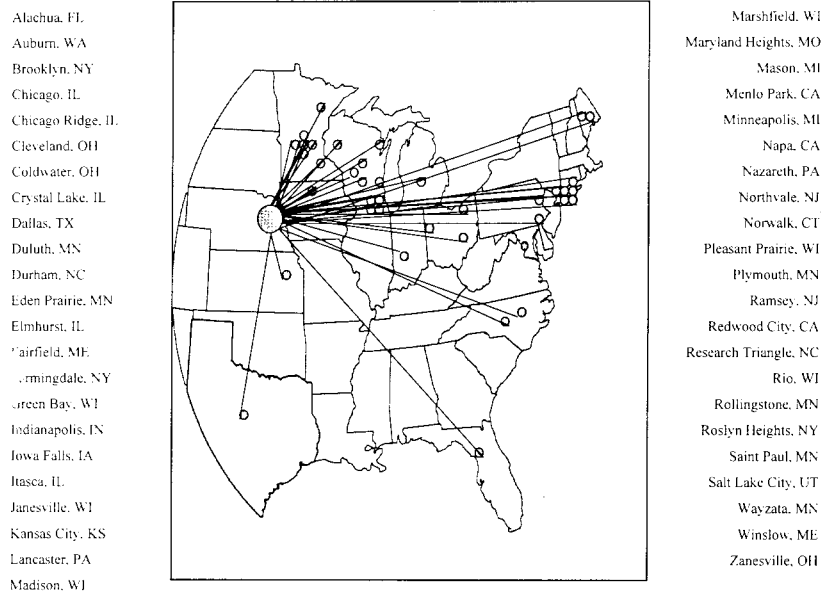 Alachua, FL
Auburn, WA
Brooklyn, NY
Chicago, IL
Chicago Ridge, IL
Cleveland, OH
Coldwater, OH
Crystal Lake, IL
Dallas, TX
Duluth, MN
Durham, NC
Eden Prairie, MN
Elmhurst, IL
Fairfield, ME
rmingdale, NY
Green Bay, WI
Indianapolis, IN
Iowa Falls, IA
Itasca, IL
Janesville, WI
Kansas City, KS
Lancaster, PA
Madison, WI
Marshfield, WI
Maryland Heights, MO
Mason, MI
Menlo Park, CA
Minneapolis, MI
Napa, CA
Nazareth, PA
Northvale, NJ
Norwalk, CT
Pleasant Prairie, WI
Plymouth, MN
Ramsey, NJ
Redwood City, CA
Research Triangle, NC
Rio, WI
Rollingstone, MN
Roslyn Heights, NY
Saint Paul, MN
Salt Lake City, UT
Wayzata, MN
Winslow, ME
Zanesville, OH